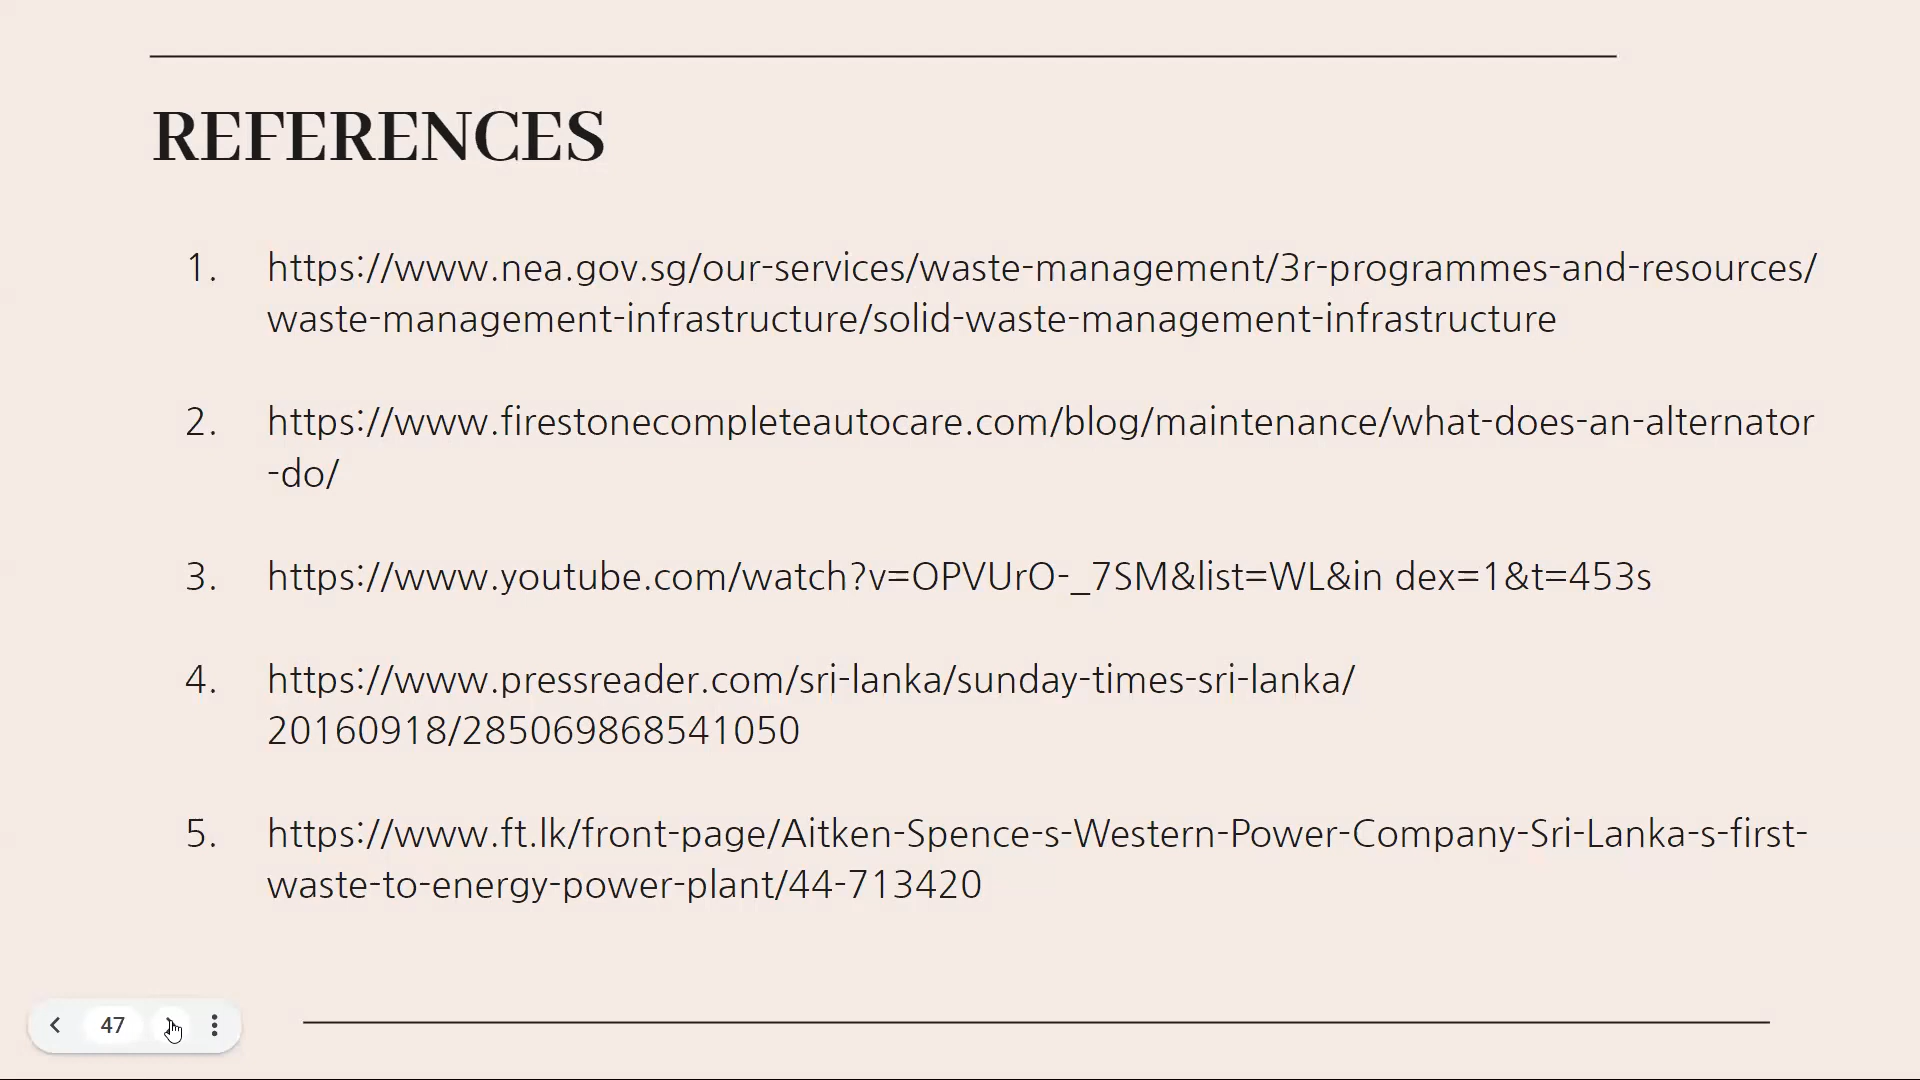 REFERENCES
1. https://www.nea.gov.sg/our-services/waste-management/3r-programmes-and-resources/
waste-management-infrastructure/solid-waste-management-infrastructure
2. https://www.firestonecompleteautocare.com/blog/maintenance/what-does-an-alternator
-do/
3. https://www.youtube.com/watch?v=OPVUrO-_7SM&list=WL&in dex=1&t=453s
4. https://www.pressreader.com/sri-lanka/sunday-times-sri-lanka/
20160918/285069868541050
5. https://www.ft.lk/front-page/Aitken-Spence-s-Western-Power-Company-Sri-Lanka-s-first-
waste-to-energy-power-plant/44-713420
47